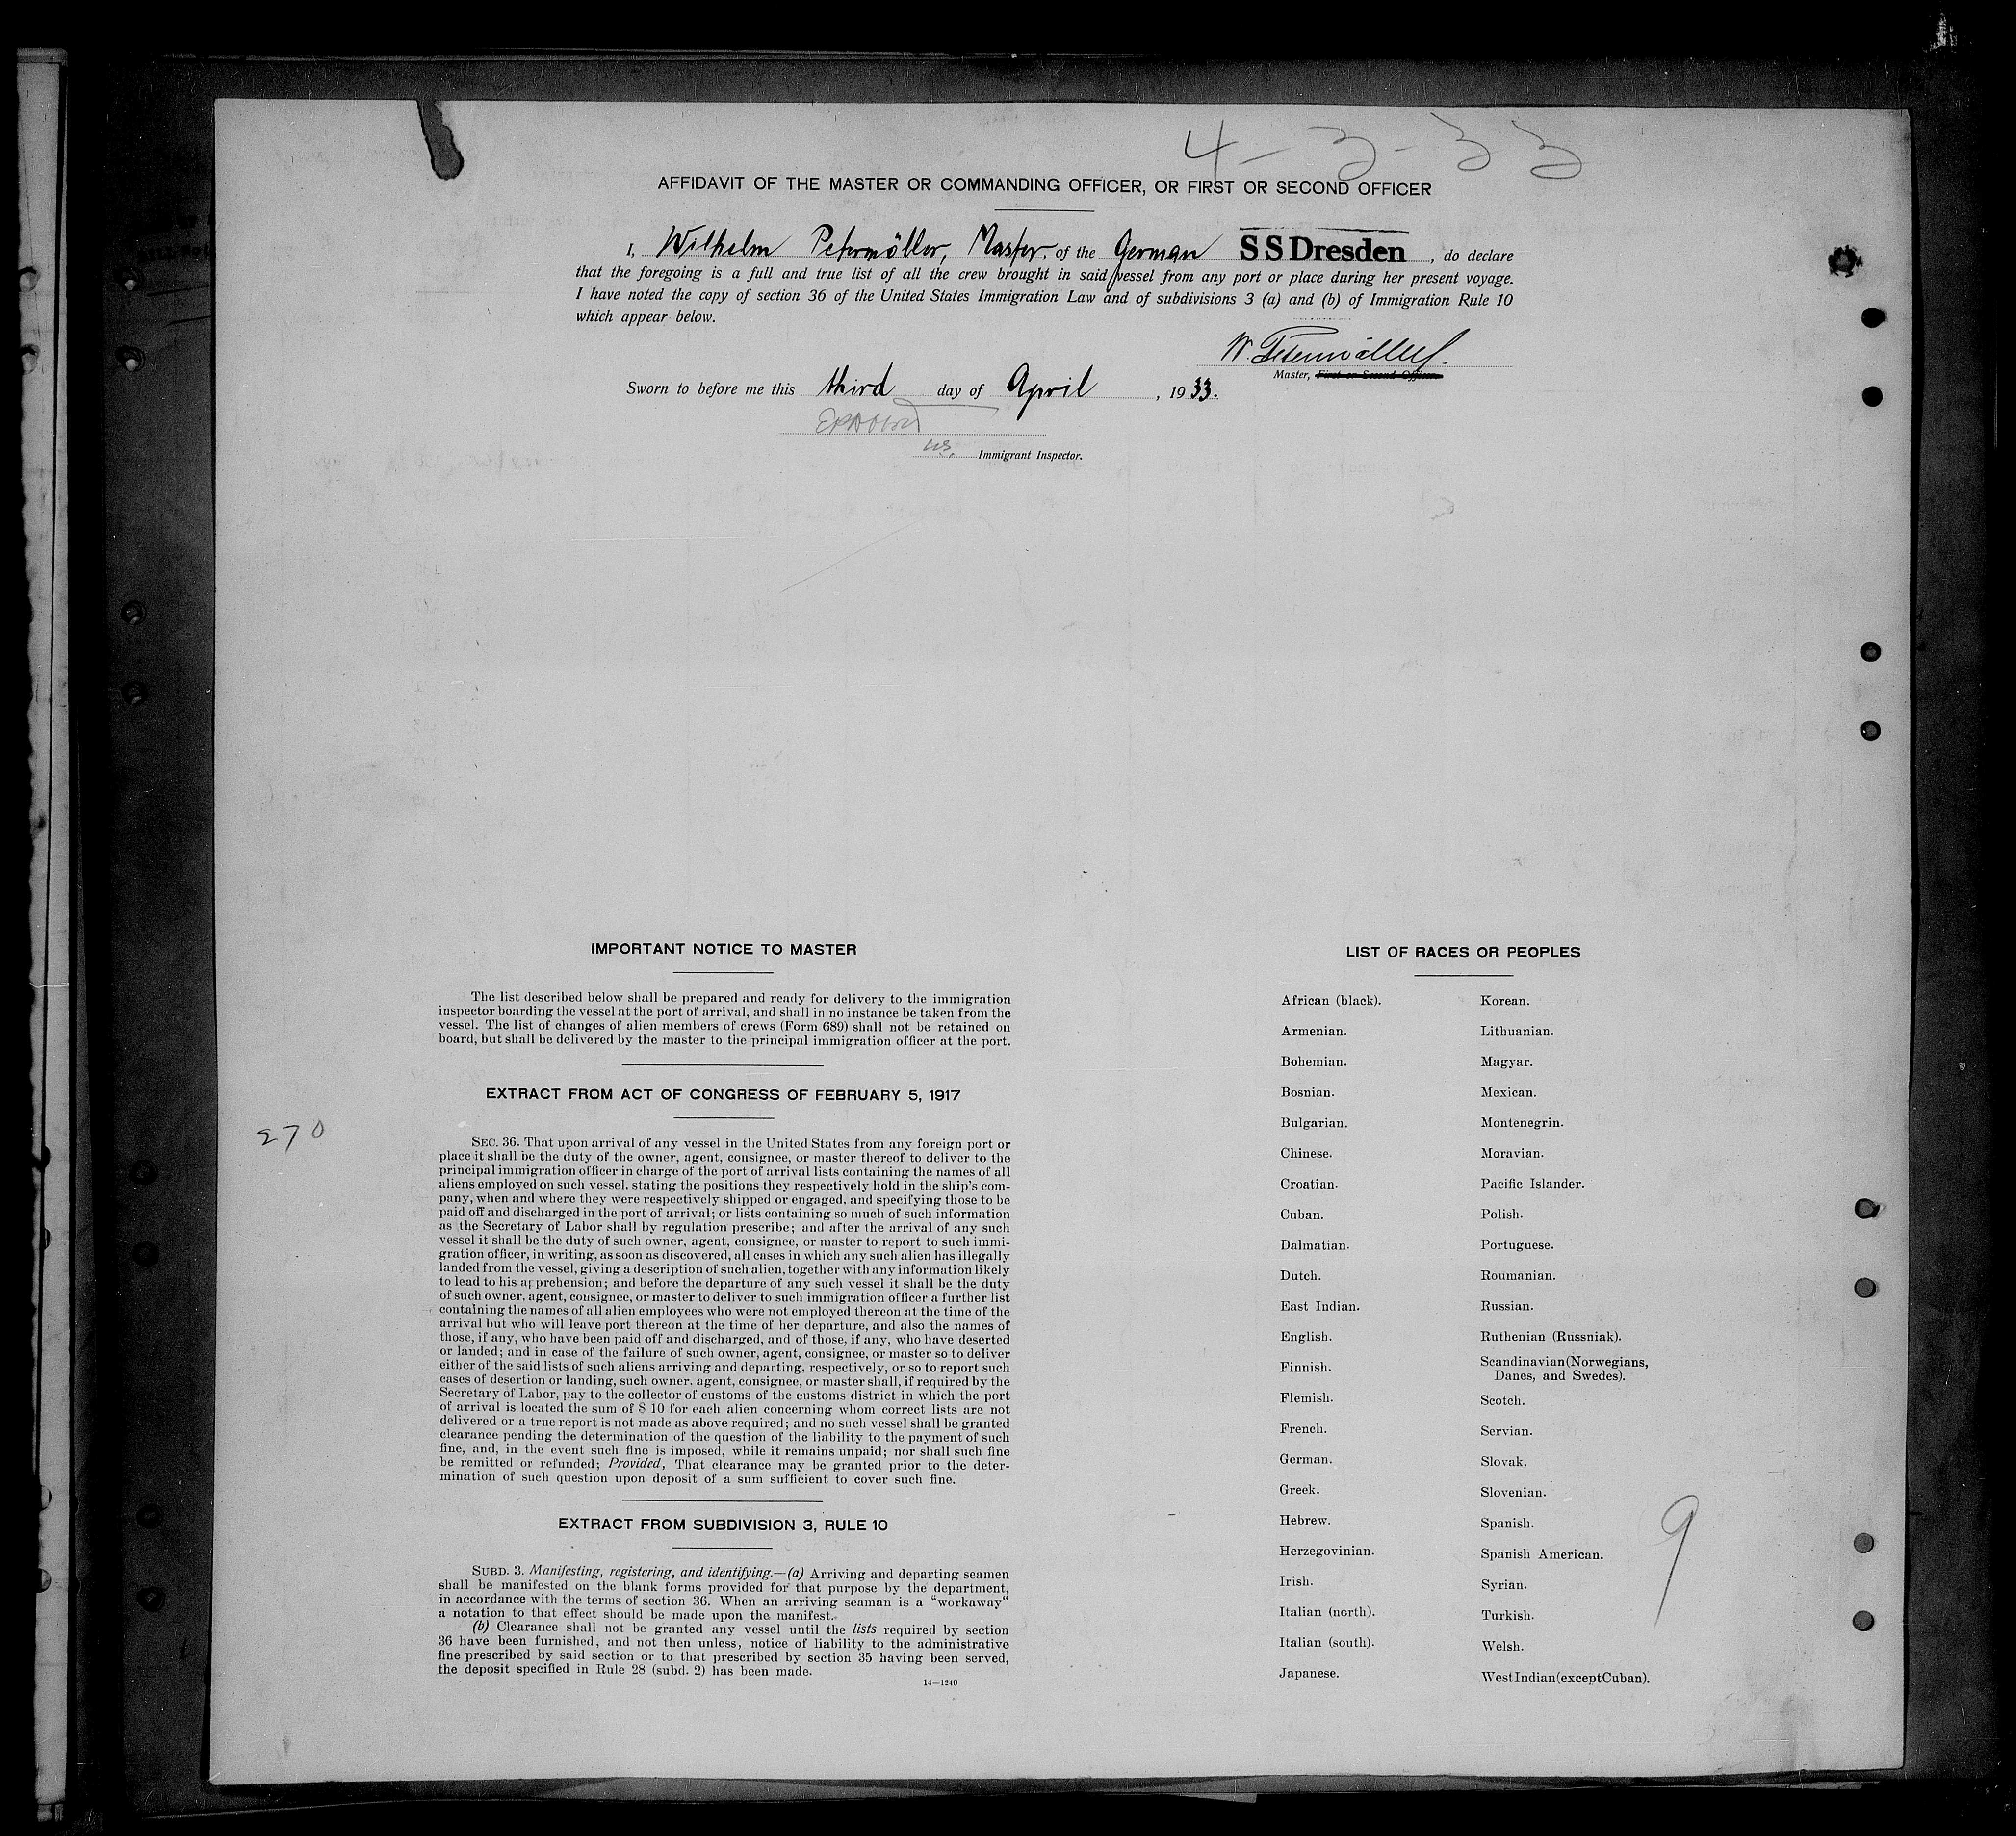 4-3-33
AFFIDAVIT OF THE MASTER OR COMMANDING OFFICER, OR FIRST OR SECOND OFFICER
I, Wilhelm Petermöller, Master, of the German SS Dresden, do declare
that the foregoing is a full and true list of all the crew brought in said vessel from any port or place during her present voyage.
I have noted the copy of section 36 of the United States Immigration Law and of subdivisions 3 (a) and (b) of Immigration Rule 10
which appear below.
W. Petermöller.
Master, First or Second Officer.
Sworn to before me this third day of April, 1933.
Immigrant Inspector.
IMPORTANT NOTICE TO MASTER
The list described below shall be prepared and ready for delivery to the immigration
inspector boarding the vessel at the port of arrival, and shall in no instance be taken from the
vessel. The list of changes of alien members of crews (Form 689) shall not be retained on
board, but shall be delivered by the master to the principal immigration officer at the port.
EXTRACT FROM ACT OF CONGRESS OF FEBRUARY 5, 1917
270
SEC. 36. That upon arrival of any vessel in the United States from any foreign port or
place it shall be the duty of the owner, agent, consignee, or master thereof to deliver to the
principal immigration officer in charge of the port of arrival lists containing the names of all
aliens employed on such vessel, stating the positions they respectively hold in the ship's com-
pany, when and where they were respectively shipped or engaged, and specifying those to be
paid off and discharged in the port of arrival; or lists containing so much of such information
as the Secretary of Labor shall by regulation prescribe; and after the arrival of any such
vessel it shall be the duty of such owner, agent, consignee, or master to report to such immi-
gration officer, in writing, as soon as discovered, all cases in which any such alien has illegally
landed from the vessel, giving a description of such alien, together with any information likely
to lead to his apprehension; and before the departure of any such vessel it shall be the duty
of such owner, agent, consignee, or master to deliver to such immigration officer a further list
containing the names of all alien employees who were not employed thereon at the time of the
arrival but who will leave port thereon at the time of her departure, and also the names of
those, if any, who have been paid off and discharged, and of those, if any, who have deserted
or landed; and in case of the failure of such owner, agent, consignee, or master so to deliver
either of the said lists of such aliens arriving and departing, respectively, or so to report such
cases of desertion or landing, such owner, agent, consignee, or master shall, if required by the
Secretary of Labor, pay to the collector of customs of the customs district in which the port
of arrival is located the sum of $ 10 for each alien concerning whom correct lists are not
delivered or a true report is not made as above required; and no such vessel shall be granted
clearance pending the determination of the question of the liability to the payment of such
fine, and, in the event such fine is imposed, while it remains unpaid; nor shall such fine
be remitted or refunded; Provided, That clearance may be granted prior to the deter-
mination of such question upon deposit of a sum sufficient to cover such fine.
EXTRACT FROM SUBDIVISION 3, RULE 10
SUBD. 3. Manifesting, registering, and identifying.—(a) Arriving and departing seamen
shall be manifested on the blank forms provided for that purpose by the department,
in accordance with the terms of section 36. When an arriving seaman is a "workaway"
a notation to that effect should be made upon the manifest.
(b) Clearance shall not be granted any vessel until the lists required by section
36 have been furnished, and not then unless, notice of liability to the administrative
fine prescribed by said section or to that prescribed by section 35 having been served,
the deposit specified in Rule 28 (subd. 2) has been made.
14—1240
LIST OF RACES OR PEOPLES
African (black).
Armenian.
Bohemian.
Bosnian.
Bulgarian.
Chinese.
Croatian.
Cuban.
Dalmatian.
Dutch.
East Indian.
English.
Finnish.
Flemish.
French.
German.
Greek.
Hebrew.
Herzegovinian.
Irish.
Italian (north).
Italian (south).
Japanese.
Korean.
Lithuanian.
Magyar.
Mexican.
Montenegrin.
Moravian.
Pacific Islander.
Polish.
Portuguese.
Roumanian.
Russian.
Ruthenian (Russniak).
Scandinavian (Norwegians,
Danes, and Swedes).
Scotch.
Servian.
Slovak.
Slovenian.
Spanish.
Spanish American.
Syrian.
Turkish.
Welsh.
West Indian (except Cuban).
9